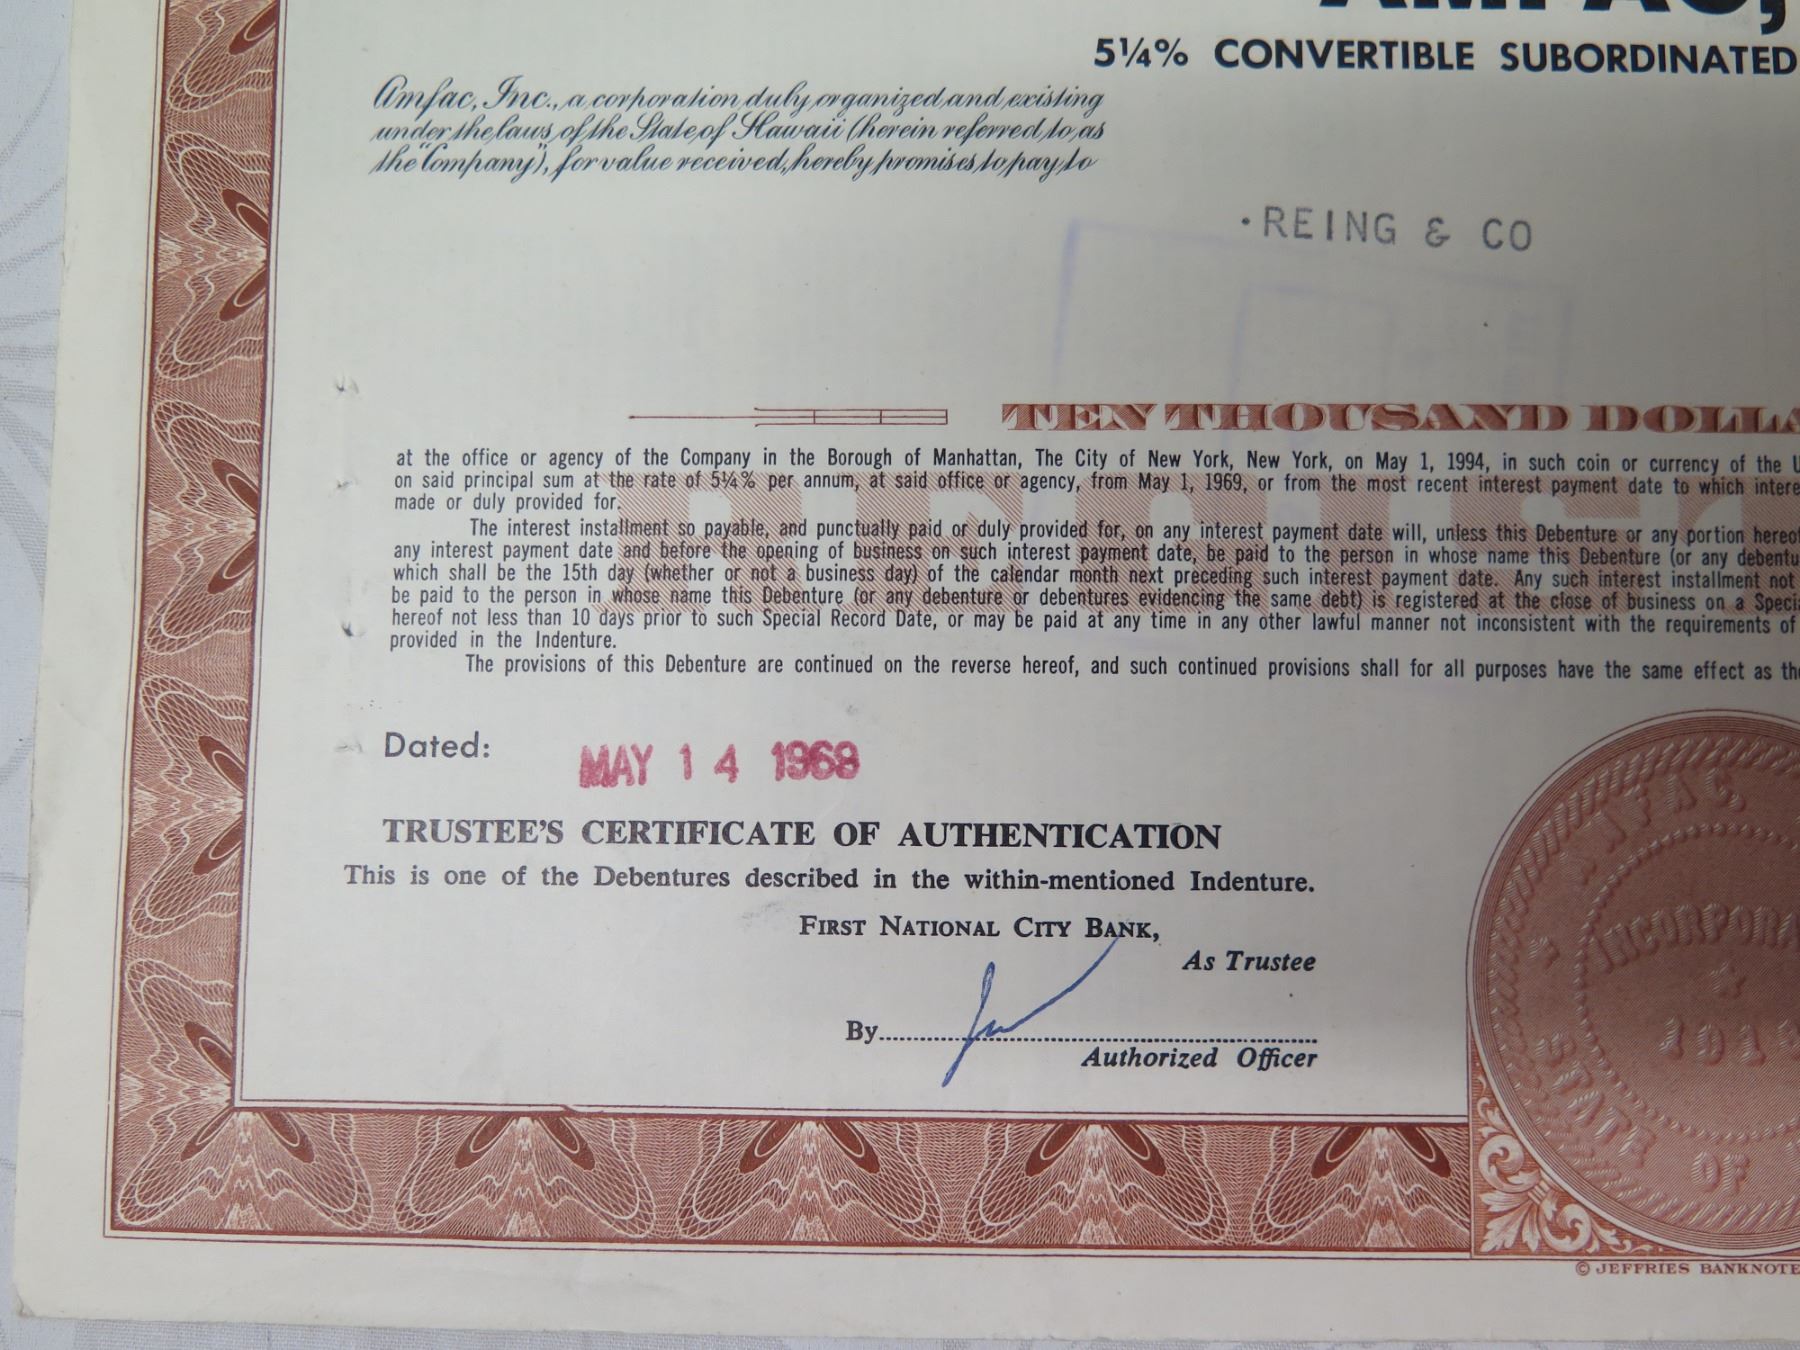 5¼% CONVERTIBLE SUBORDINATED
Amfac, Inc., a corporation duly organized and existing
under the laws of the State of Hawaii (herein referred to as
the "Company"), for value received, hereby promises to pay to
·REING & CO
TEN THOUSAND DOLLA
at the office or agency of the Company in the Borough of Manhattan, The City of New York, New York, on May 1, 1994, in such coin or currency of the U
on said principal sum at the rate of 5¼% per annum, at said office or agency, from May 1, 1969, or from the most recent interest payment date to which intere
made or duly provided for.
The interest installment so payable, and punctually paid or duly provided for, on any interest payment date will, unless this Debenture or any portion hereof
any interest payment date and before the opening of business on such interest payment date, be paid to the person in whose name this Debenture (or any debentu
which shall be the 15th day (whether or not a business day) of the calendar month next preceding such interest payment date. Any such interest installment not
be paid to the person in whose name this Debenture (or any debenture or debentures evidencing the same debt) is registered at the close of business on a Speci
hereof not less than 10 days prior to such Special Record Date, or may be paid at any time in any other lawful manner not inconsistent with the requirements of
provided in the Indenture.
The provisions of this Debenture are continued on the reverse hereof, and such continued provisions shall for all purposes have the same effect as th
Dated: MAY 14 1969
TRUSTEE'S CERTIFICATE OF AUTHENTICATION
This is one of the Debentures described in the within-mentioned Indenture.
FIRST NATIONAL CITY BANK,
As Trustee
By
Authorized Officer
AMFAC
INCORPORA
STATE OF
© JEFFRIES BANKNOTE